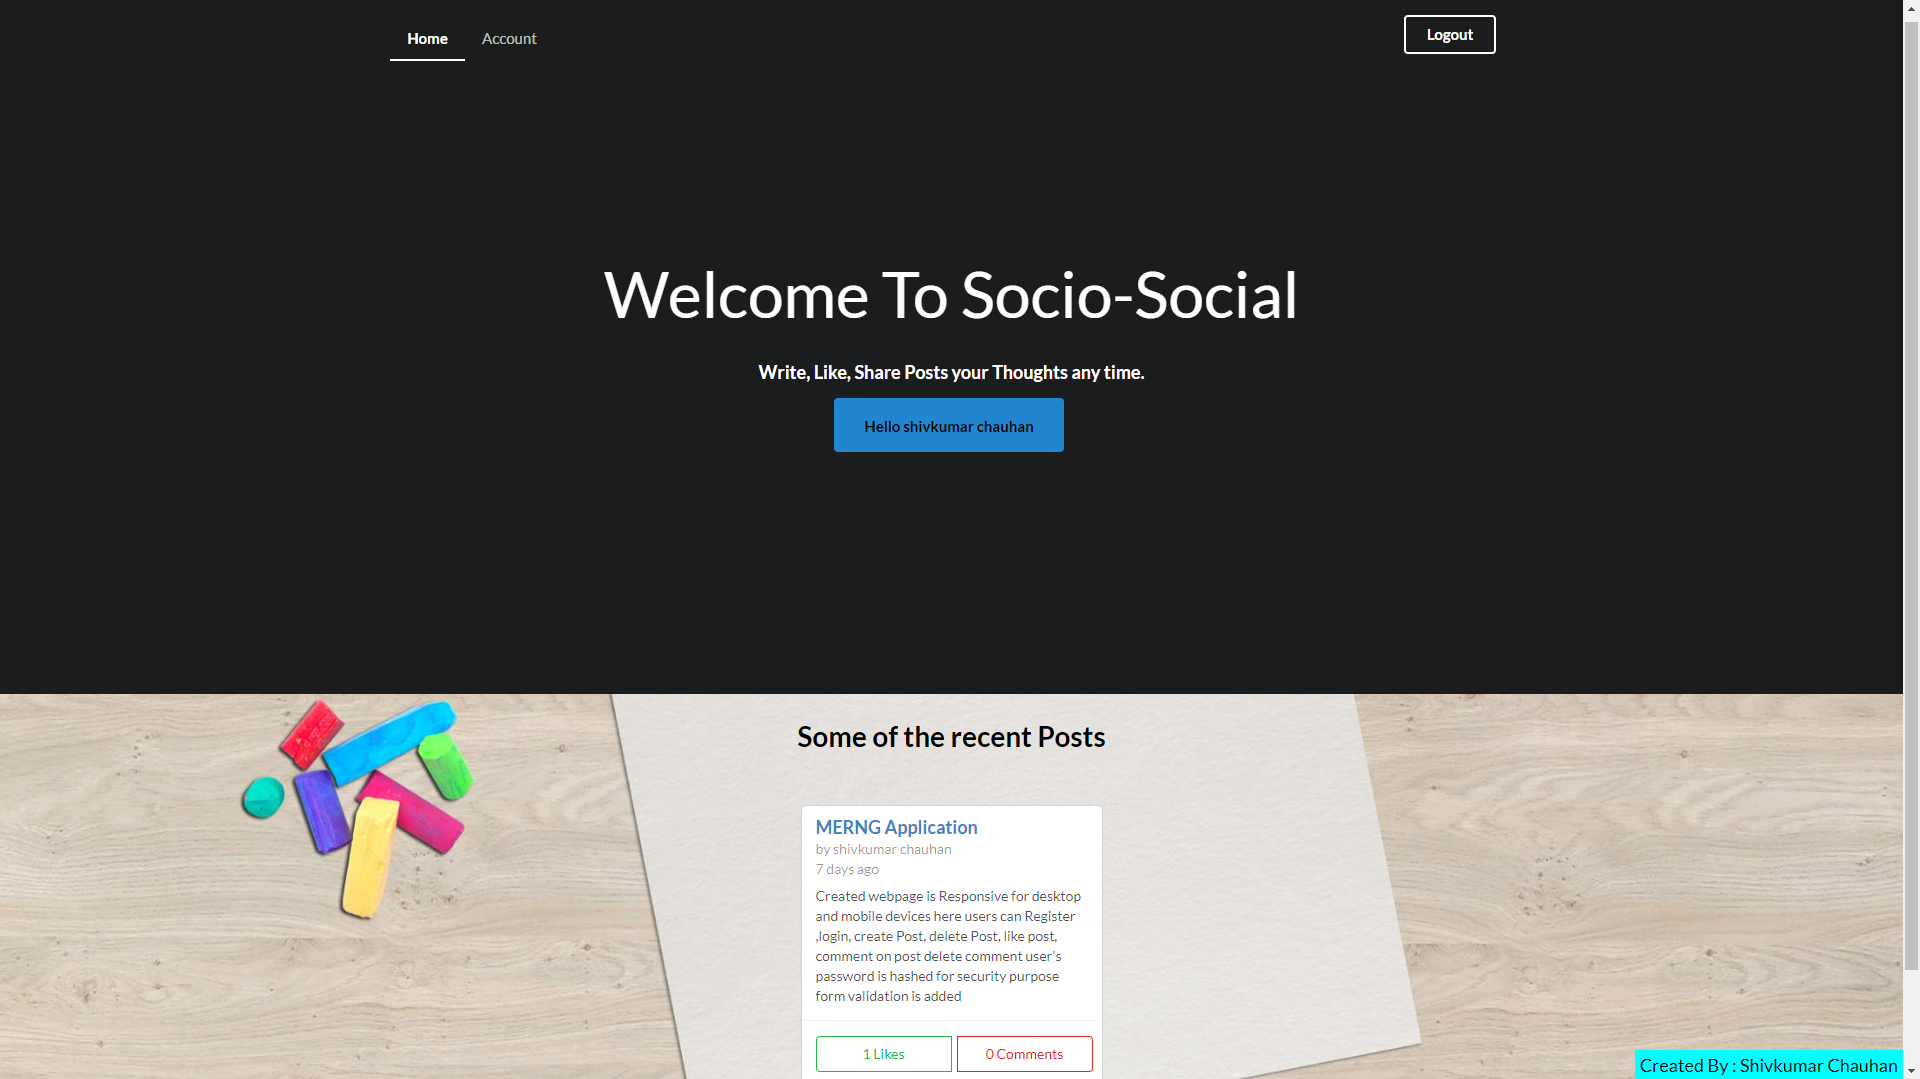 Home Account Logout
Welcome To Socio-Social
Write, Like, Share Posts your Thoughts any time.
Hello shivkumar chauhan
Some of the recent Posts
MERNG Application
by shivkumar chauhan
7 days ago
Created webpage is Responsive for desktop
and mobile devices here users can Register
,login, create Post, delete Post, like post,
comment on post delete comment user's
password is hashed for security purpose
form validation is added
1 Likes 0 Comments
Created By : Shivkumar Chauhan